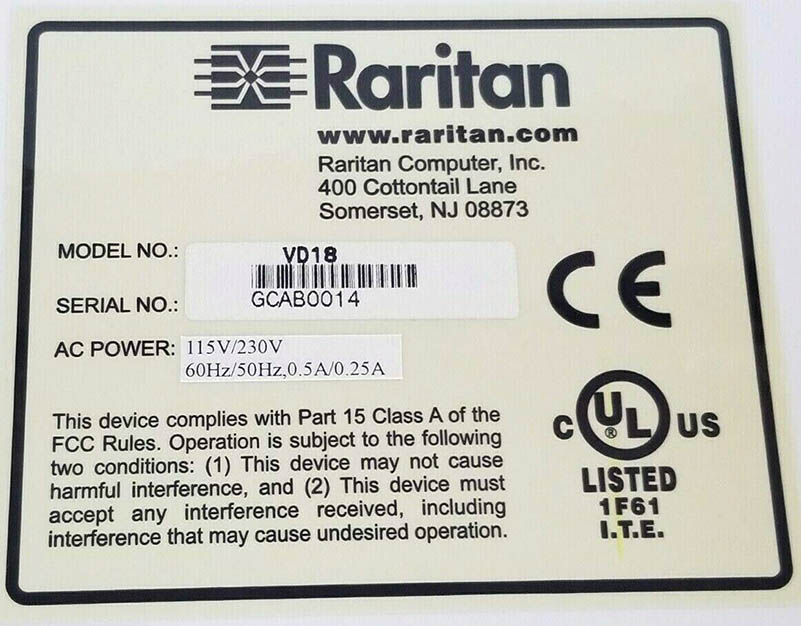 Raritan
www.raritan.com
Raritan Computer, Inc.
400 Cottontail Lane
Somerset, NJ 08873
MODEL NO.: VD18
SERIAL NO.: GCAB0014
AC POWER: 115V/230V
60Hz/50Hz,0.5A/0.25A
CE
This device complies with Part 15 Class A of the
FCC Rules. Operation is subject to the following
two conditions: (1) This device may not cause
harmful interference, and (2) This device must
accept any interference received, including
interference that may cause undesired operation.
C UL® US
LISTED
1F61
I.T.E.